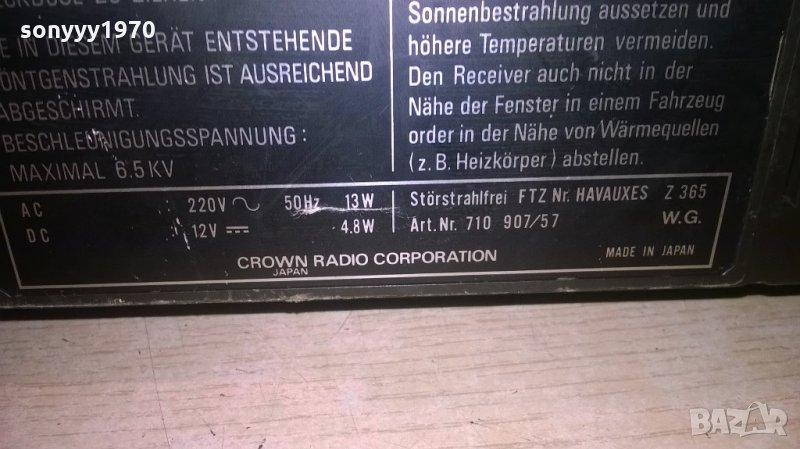 sonyyy1970
E IN DIESEM GERÄT ENTSTEHENDE
ÖNTGENSTRAHLUNG IST AUSREICHEND
ABGESCHIRMT.
BESCHLEUNIGUNGSSPANNUNG :
MAXIMAL 6.5 KV
Sonnenbestrahlung aussetzen und
höhere Temperaturen vermeiden.
Den Receiver auch nicht in der
Nähe der Fenster in einem Fahrzeug
order in der Nähe von Wärmequellen
(z. B. Heizkörper) abstellen.
AC 220V 50Hz 13W
DC 12V 4.8W
Störstrahlfrei FTZ Nr. HAVAUXES Z 365
Art. Nr. 710 907/57 W.G.
CROWN RADIO CORPORATION
JAPAN
MADE IN JAPAN
BAZAR